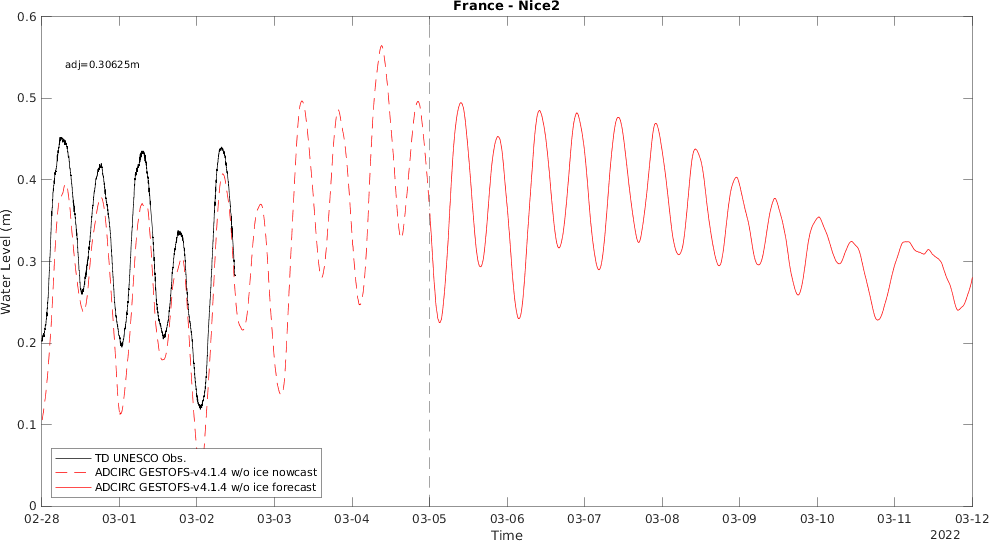 France - Nice2
0.6
adj=0.30625m
0.5
0.4
0.3
0.2
0.1
0
Water Level (m)
TD UNESCO Obs.
ADCIRC GESTOFS-v4.1.4 w/o ice nowcast
ADCIRC GESTOFS-v4.1.4 w/o ice forecast
02-28 03-01 03-02 03-03 03-04 03-05 03-06 03-07 03-08 03-09 03-10 03-11 03-12
Time
2022